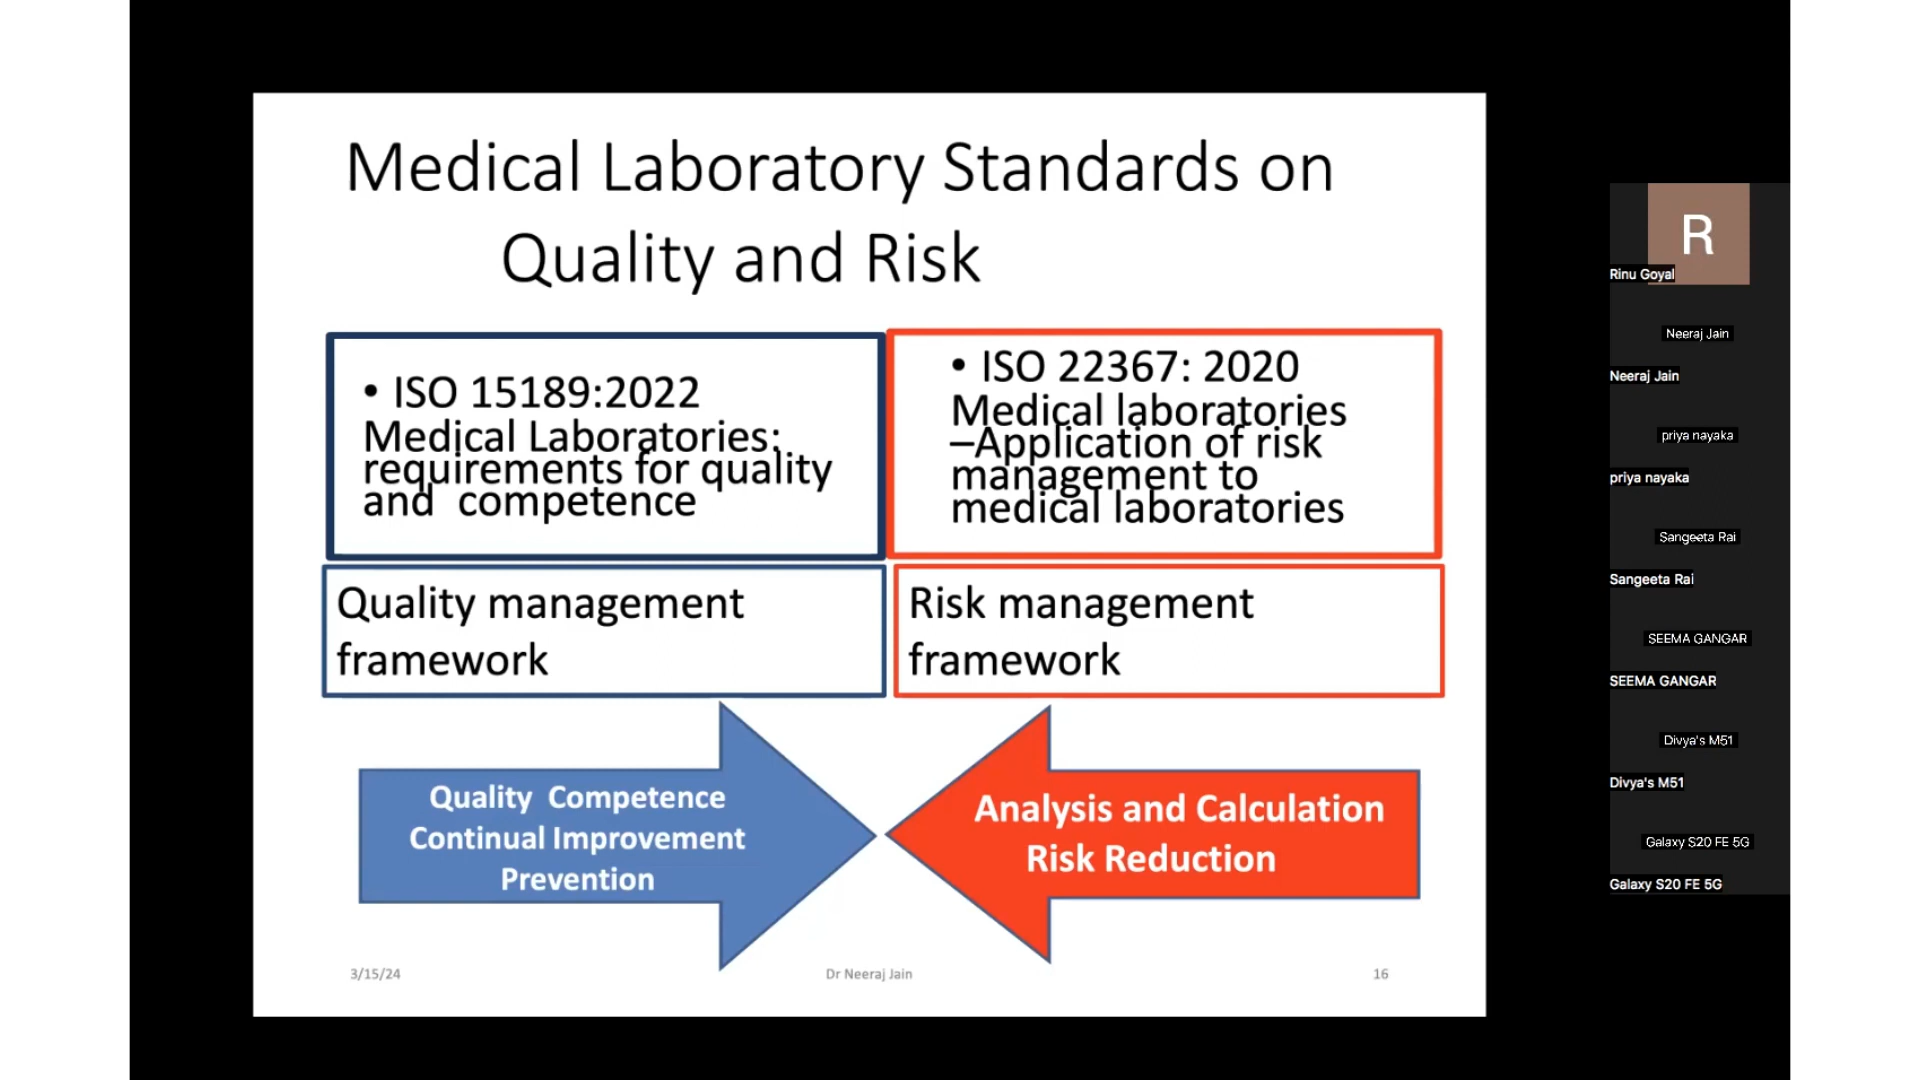 Medical Laboratory Standards on
Quality and Risk
• ISO 15189:2022
Medical Laboratories:
requirements for quality
and competence
• ISO 22367: 2020
Medical laboratories
–Application of risk
management to
medical laboratories
Quality management
framework
Risk management
framework
Quality Competence
Continual Improvement
Prevention
Analysis and Calculation
Risk Reduction
3/15/24
Dr Neeraj Jain
16
R
Rinu Goyal
Neeraj Jain
Neeraj Jain
priya nayaka
priya nayaka
Sangeeta Rai
Sangeeta Rai
SEEMA GANGAR
SEEMA GANGAR
Divya's M51
Divya's M51
Galaxy S20 FE 5G
Galaxy S20 FE 5G